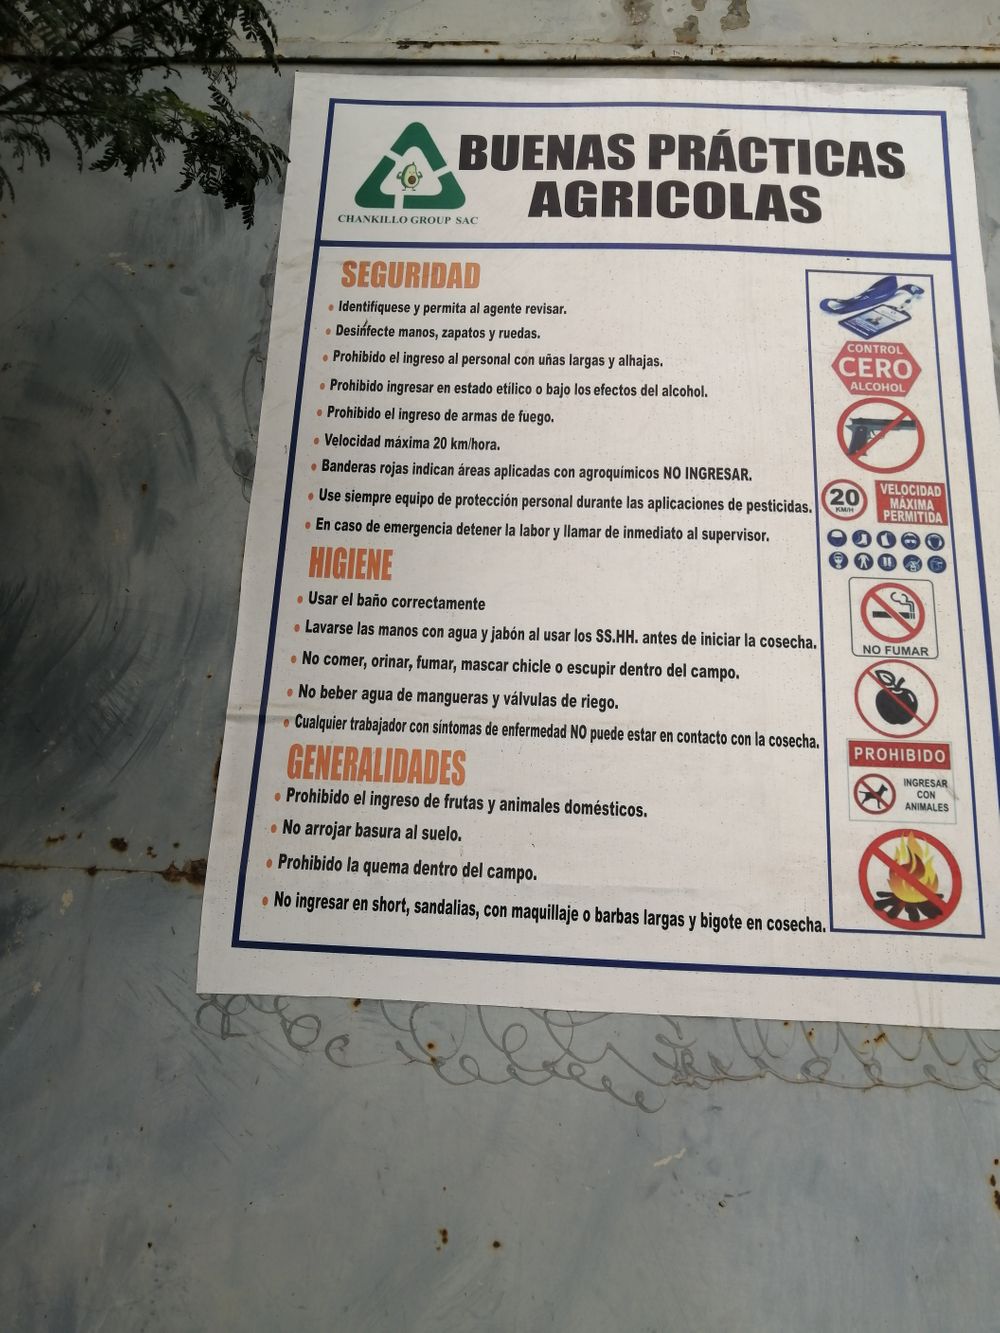 BUENAS PRÁCTICAS
AGRICOLAS
CHANKILLO GROUP SAC
SEGURIDAD
• Identifíquese y permita al agente revisar.
• Desinfecte manos, zapatos y ruedas.
• Prohibido el ingreso al personal con uñas largas y alhajas.
• Prohibido ingresar en estado etílico o bajo los efectos del alcohol.
• Prohibido el ingreso de armas de fuego.
• Velocidad máxima 20 km/hora.
• Banderas rojas indican áreas aplicadas con agroquímicos NO INGRESAR.
• Use siempre equipo de protección personal durante las aplicaciones de pesticidas.
• En caso de emergencia detener la labor y llamar de inmediato al supervisor.
HIGIENE
• Usar el baño correctamente
• Lavarse las manos con agua y jabón al usar los SS.HH. antes de iniciar la cosecha.
• No comer, orinar, fumar, mascar chicle o escupir dentro del campo.
• No beber agua de mangueras y válvulas de riego.
• Cualquier trabajador con síntomas de enfermedad NO puede estar en contacto con la cosecha.
GENERALIDADES
• Prohibido el ingreso de frutas y animales domésticos.
• No arrojar basura al suelo.
• Prohibido la quema dentro del campo.
• No ingresar en short, sandalias, con maquillaje o barbas largas y bigote en cosecha.
CONTROL
CERO
ALCOHOL
20
KM/H
VELOCIDAD
MÁXIMA
PERMITIDA
NO FUMAR
PROHIBIDO
INGRESAR
CON
ANIMALES